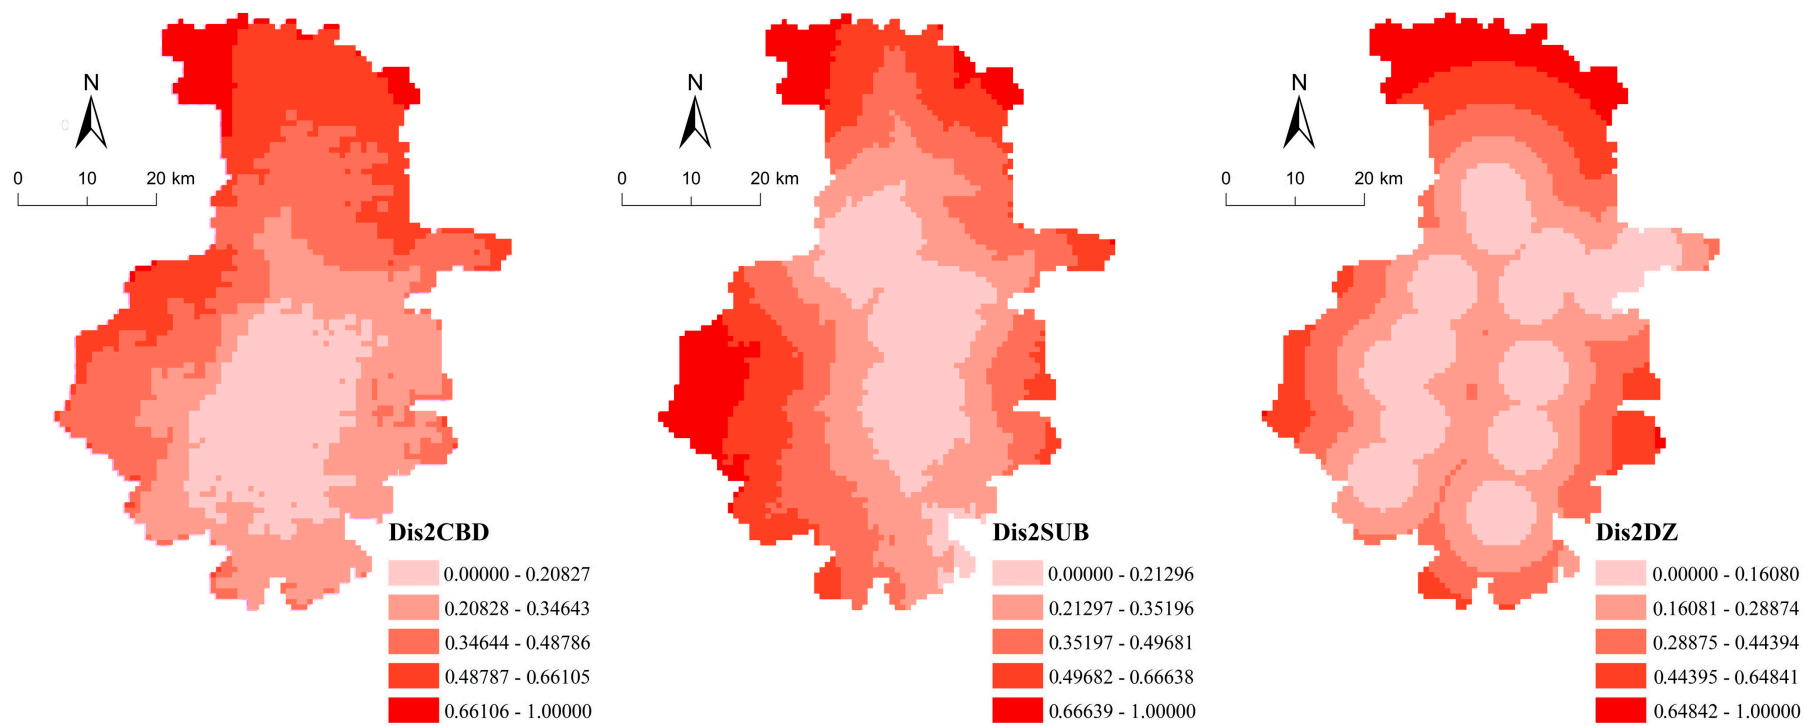 N
0 10 20 km
Dis2CBD
0.00000 - 0.20827
0.20828 - 0.34643
0.34644 - 0.48786
0.48787 - 0.66105
0.66106 - 1.00000
N
0 10 20 km
Dis2SUB
0.00000 - 0.21296
0.21297 - 0.35196
0.35197 - 0.49681
0.49682 - 0.66638
0.66639 - 1.00000
N
0 10 20 km
Dis2DZ
0.00000 - 0.16080
0.16081 - 0.28874
0.28875 - 0.44394
0.44395 - 0.64841
0.64842 - 1.00000